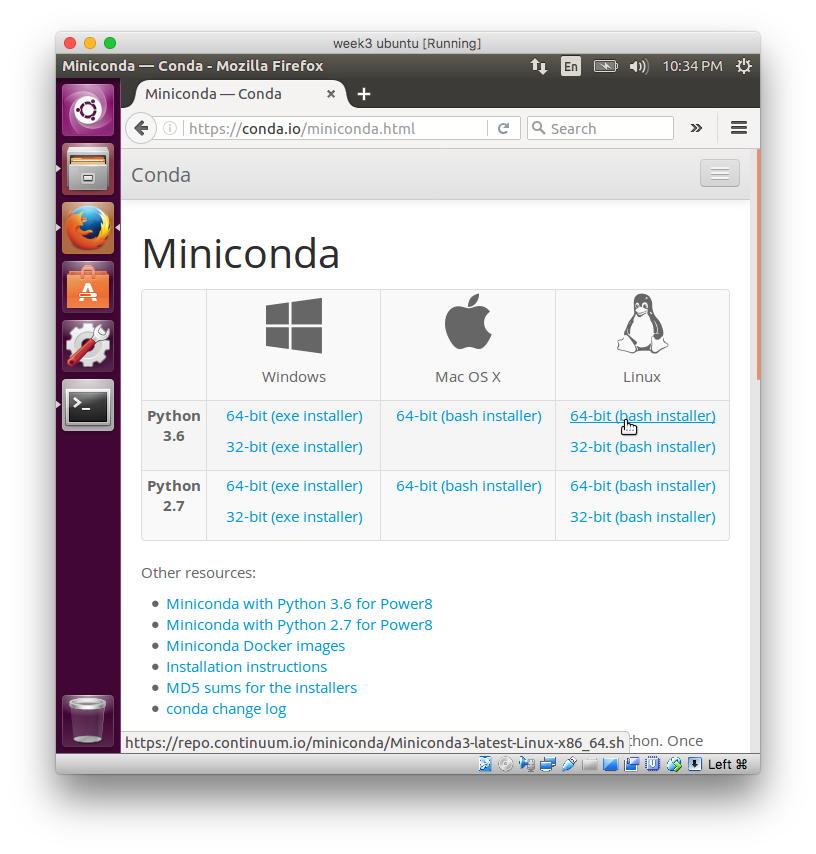 week3 ubuntu [Running]
Miniconda — Conda - Mozilla Firefox En 10:34 PM
Miniconda — Conda
https://conda.io/miniconda.html Search
Conda
Miniconda
Windows Mac OS X Linux
Python 3.6
64-bit (exe installer) 64-bit (bash installer) 64-bit (bash installer)
32-bit (exe installer) 32-bit (bash installer)
Python 2.7
64-bit (exe installer) 64-bit (bash installer) 64-bit (bash installer)
32-bit (exe installer) 32-bit (bash installer)
Other resources:
Miniconda with Python 3.6 for Power8
Miniconda with Python 2.7 for Power8
Miniconda Docker images
Installation instructions
MD5 sums for the installers
conda change log
https://repo.continuum.io/miniconda/Miniconda3-latest-Linux-x86_64.sh thon. Once
Left ⌘